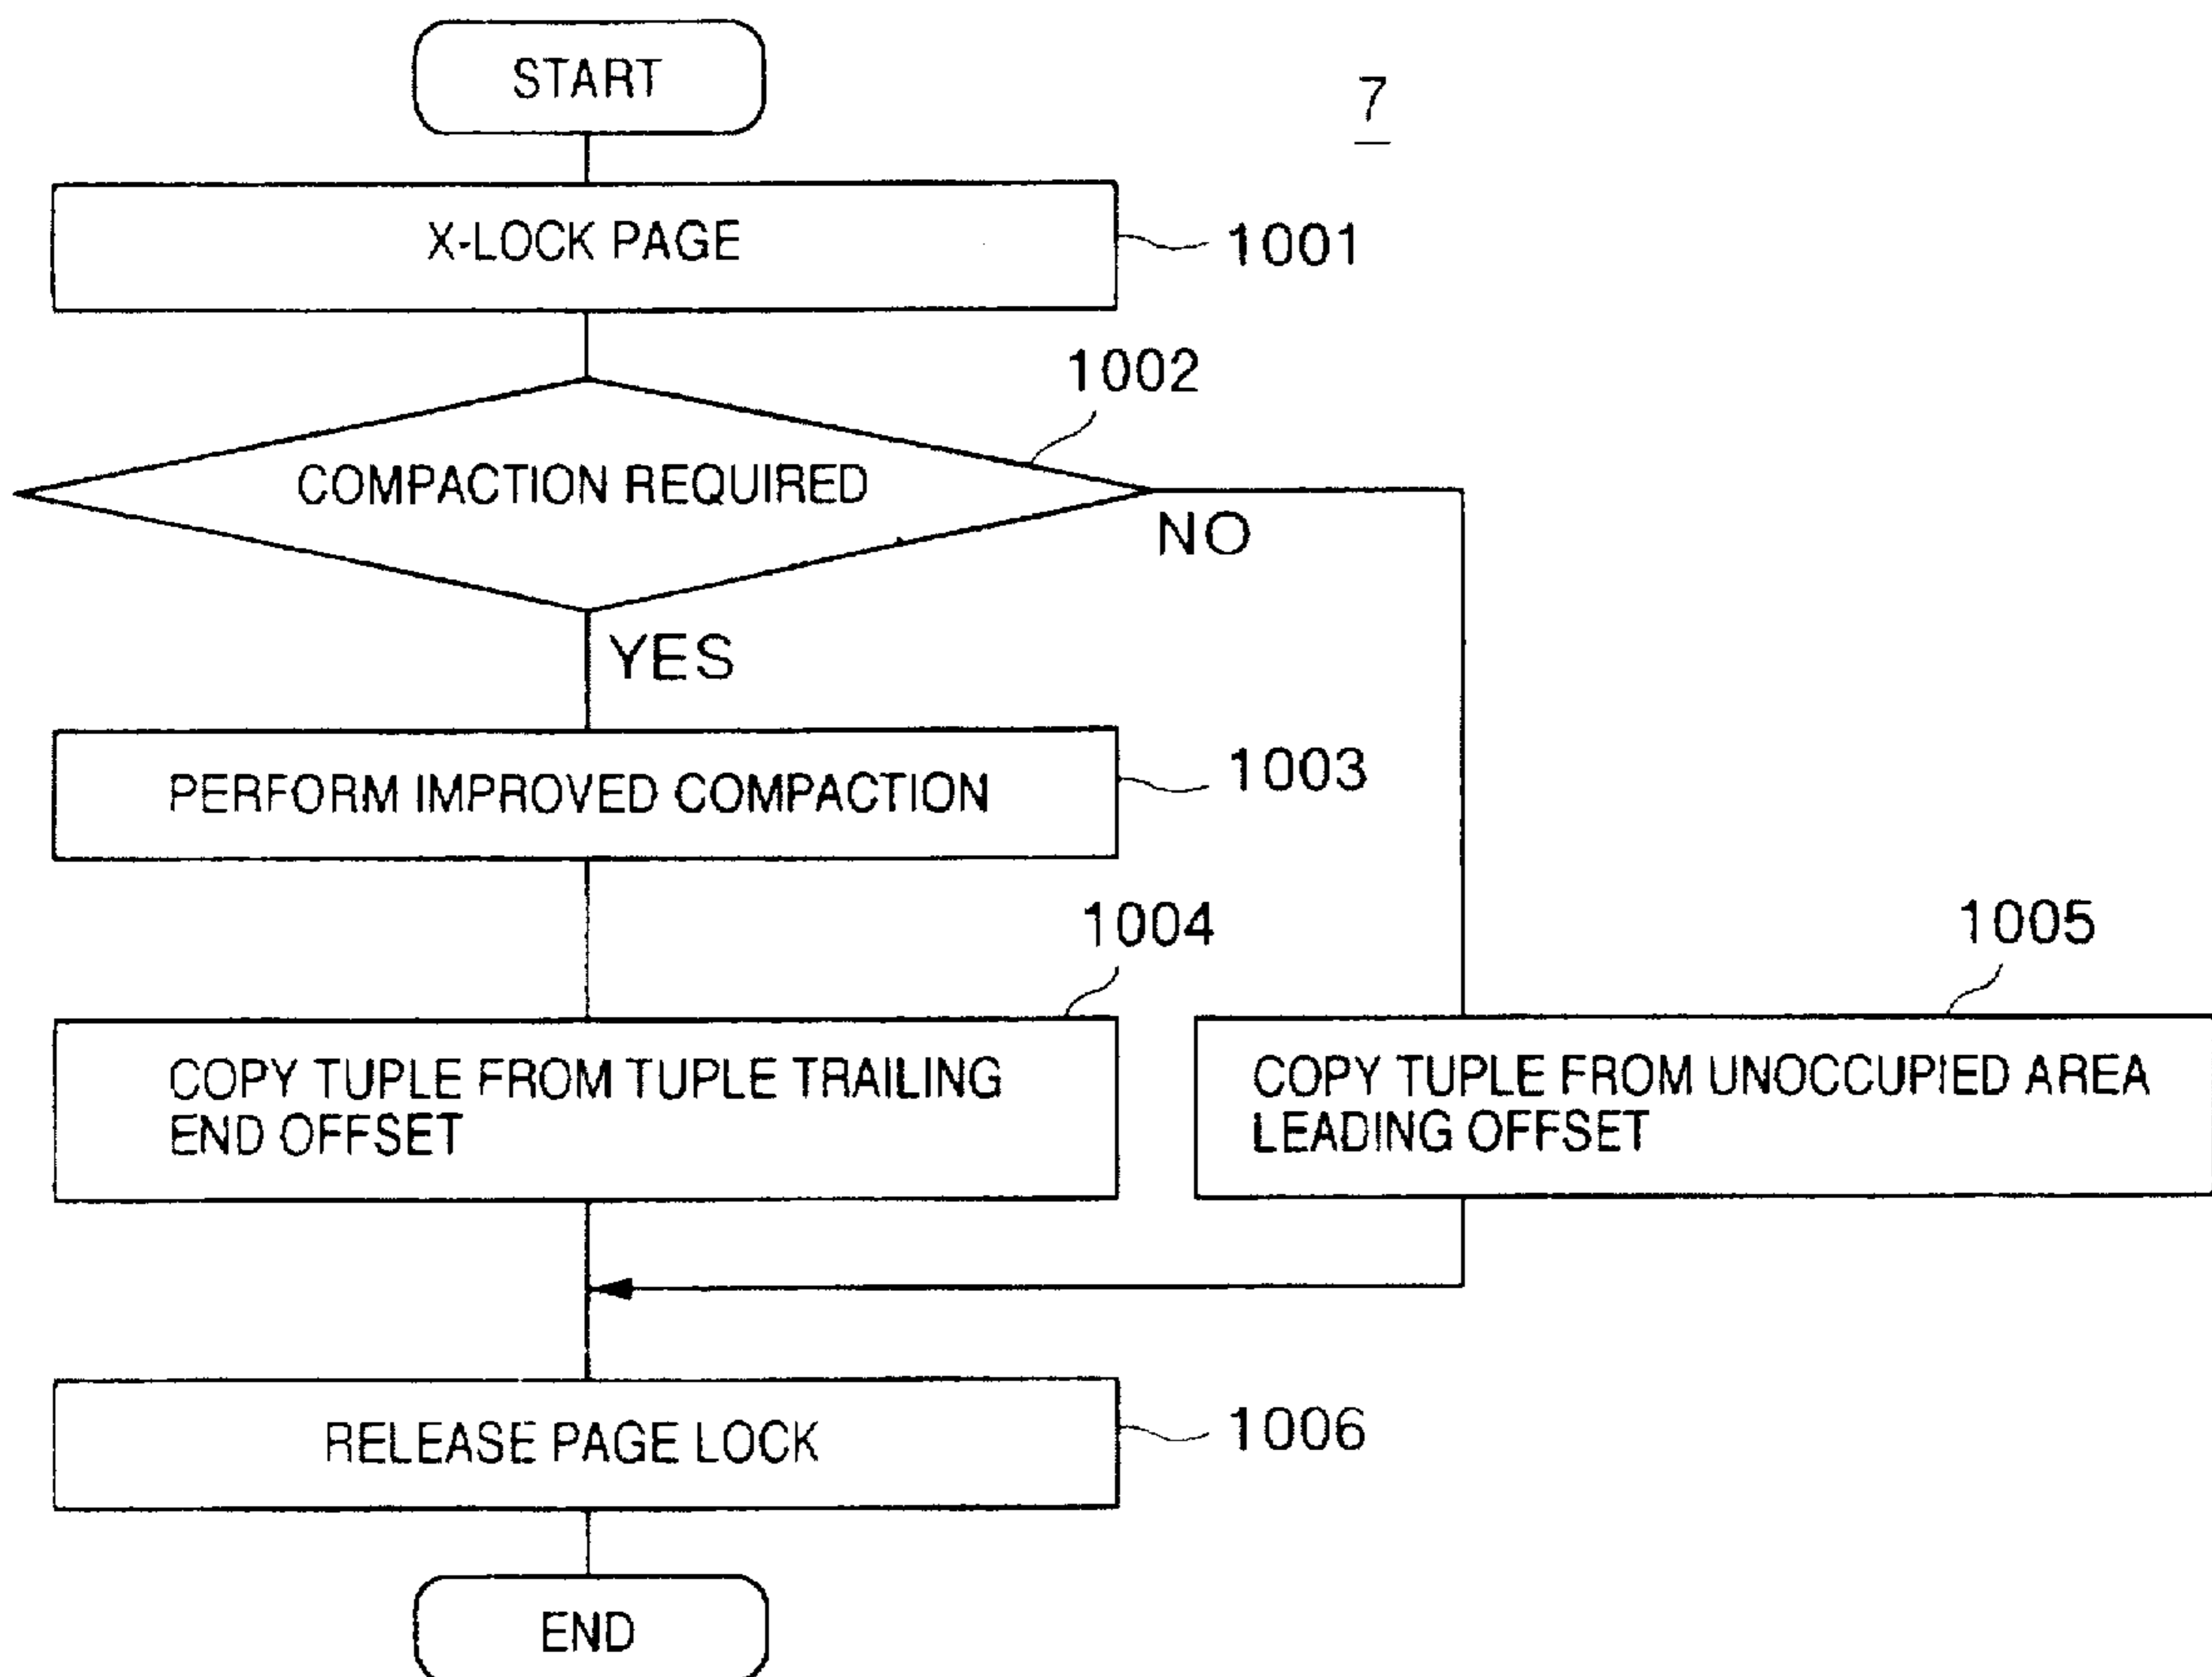 START
7
X-LOCK PAGE
1001
1002
COMPACTION REQUIRED
NO
YES
PERFORM IMPROVED COMPACTION
1003
1004
1005
COPY TUPLE FROM TUPLE TRAILING
END OFFSET
COPY TUPLE FROM UNOCCUPIED AREA
LEADING OFFSET
RELEASE PAGE LOCK
1006
END